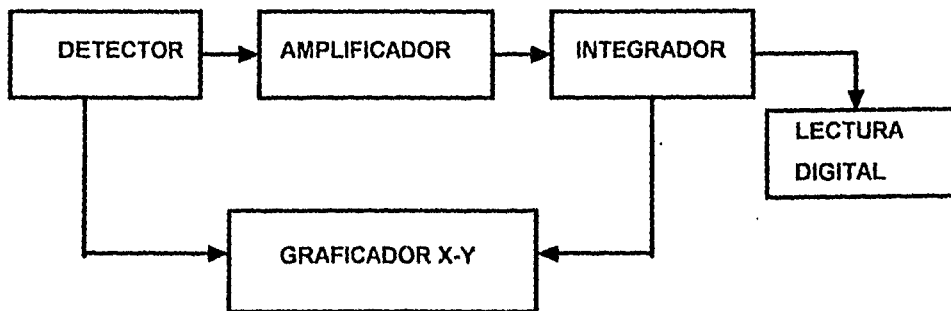 DETECTOR
AMPLIFICADOR
INTEGRADOR
LECTURA
DIGITAL
GRAFICADOR X-Y